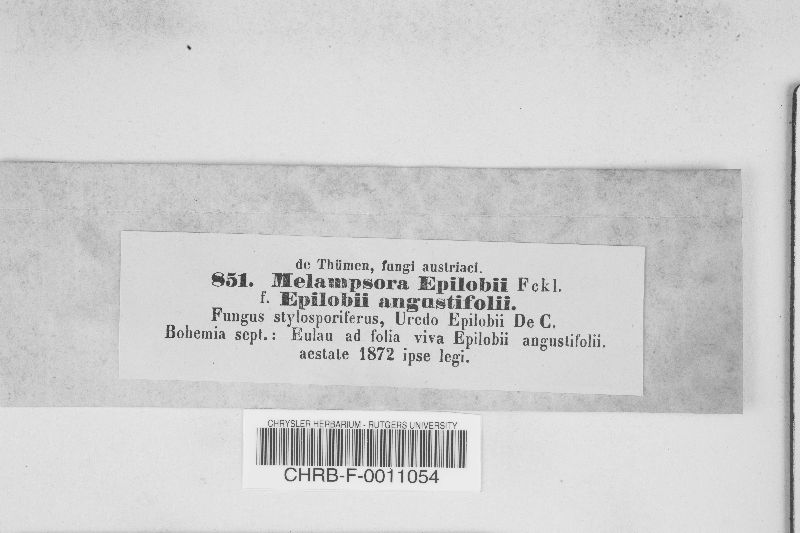 de Thümen, fungi austriaci.
851. Melampsora Epilobii Fckl.
f. Epilobii angustifolii.
Fungus stylosporiferus, Uredo Epilobii De C.
Bohemia sept.: Eulau ad folia viva Epilobii angustifolii.
aestate 1872 ipse legi.
CHRYSLER HERBARIUM - RUTGERS UNIVERSITY
CHRB-F-0011054